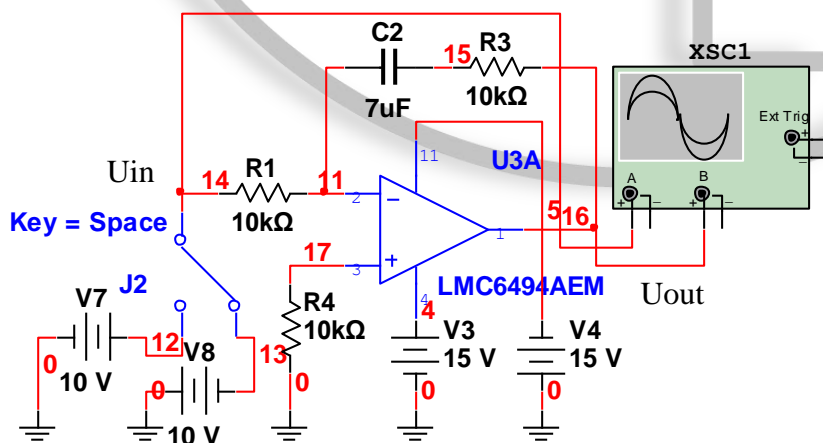 C2
15
R3
XSC1
7uF
10kΩ
Ext Trig
+
−
11
U3A
A
B
+ − + −
Uin
14
R1
11
2
−
10kΩ
5
16
1
Key = Space
17
+
3
LMC6494AEM
Uout
J2
R4
10kΩ
4
4
V7
V3
V4
12
V8
13
15 V
15 V
0
10 V
0
0
0
0
10 V